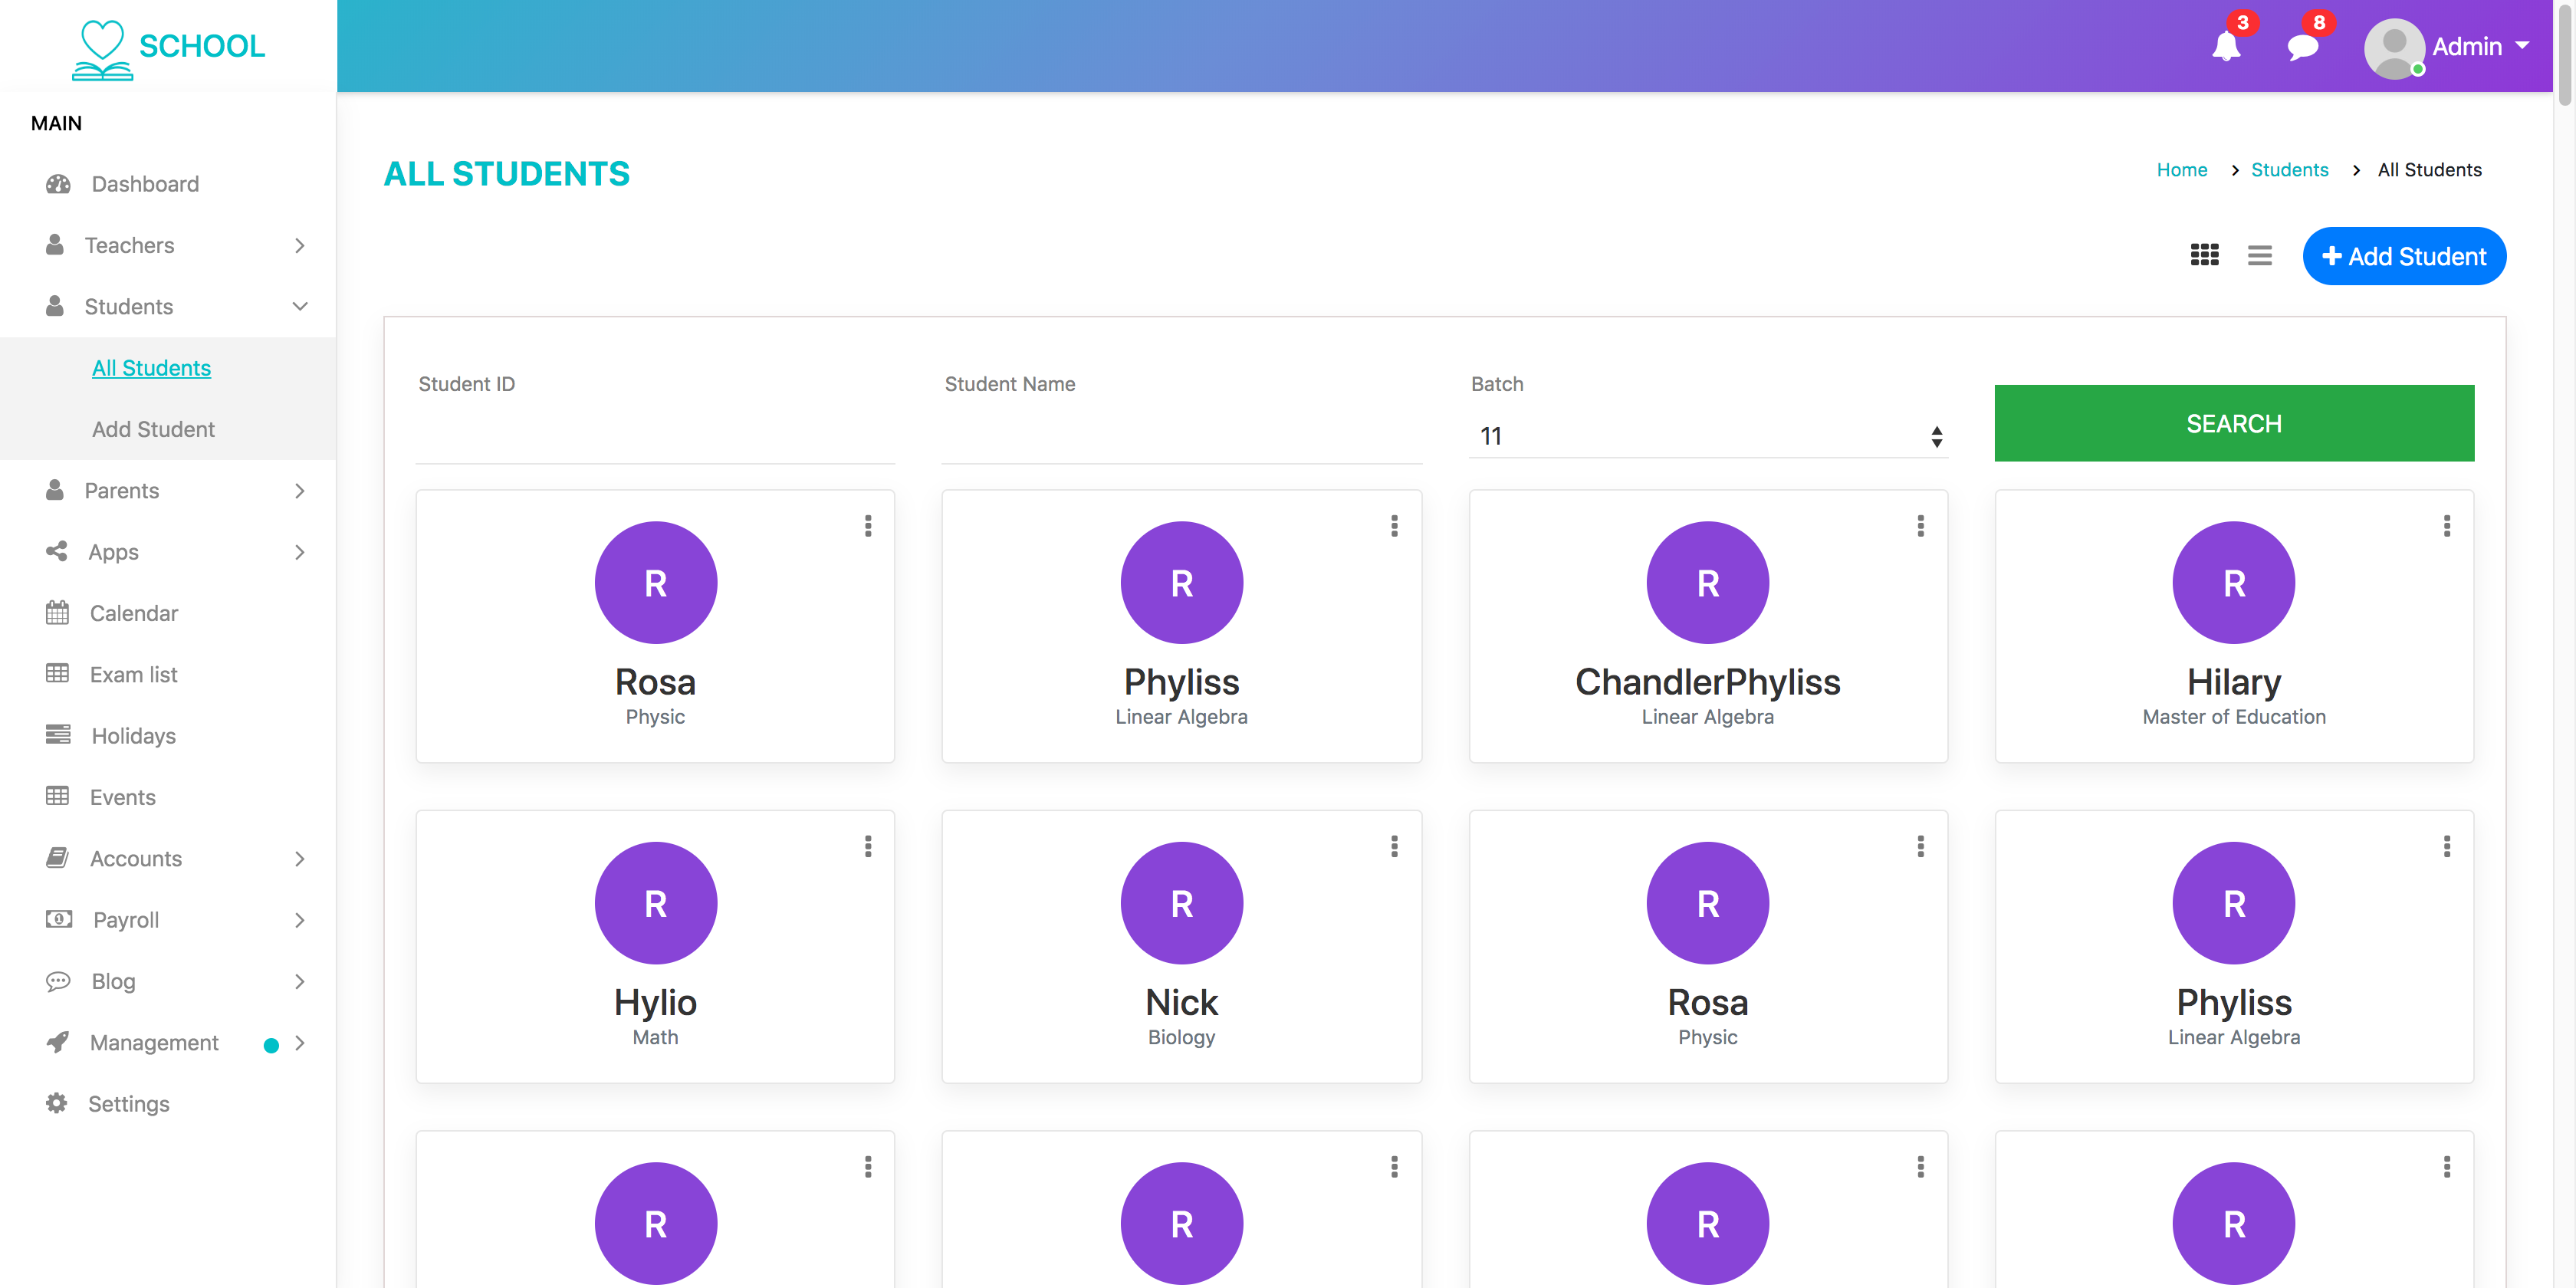 SCHOOL
3
8
Admin
MAIN
Dashboard
Teachers
Students
All Students
Add Student
Parents
Apps
Calendar
Exam list
Holidays
Events
Accounts
Payroll
Blog
Management
Settings
ALL STUDENTS
Home > Students > All Students
Add Student
Student ID
Student Name
Batch
11
SEARCH
R
Rosa
Physic
R
Phyliss
Linear Algebra
R
ChandlerPhyliss
Linear Algebra
R
Hilary
Master of Education
R
Hylio
Math
R
Nick
Biology
R
Rosa
Physic
R
Phyliss
Linear Algebra
R
R
R
R